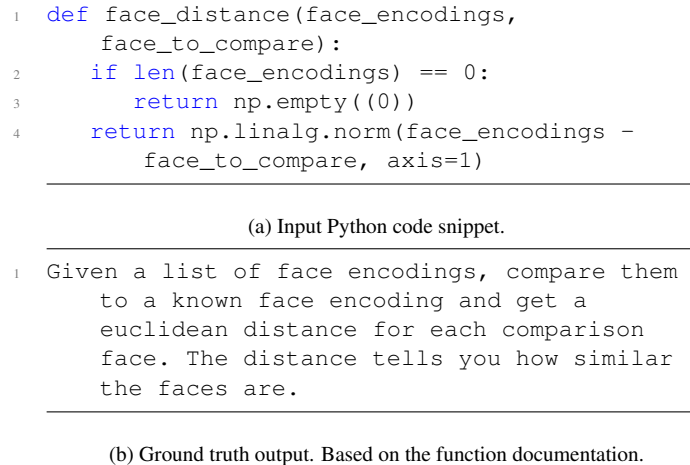 1 def face_distance(face_encodings,
face_to_compare):
2 if len(face_encodings) == 0:
3 return np.empty((0))
4 return np.linalg.norm(face_encodings -
face_to_compare, axis=1)
(a) Input Python code snippet.
1 Given a list of face encodings, compare them
to a known face encoding and get a
euclidean distance for each comparison
face. The distance tells you how similar
the faces are.
(b) Ground truth output. Based on the function documentation.